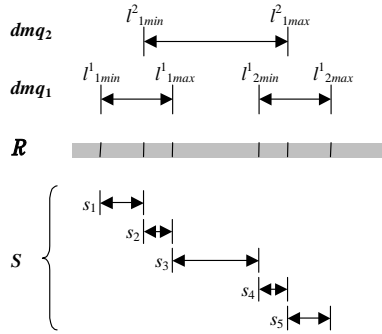 l²₁min l²₁max
dmq₂
l¹₁min l¹₁max l¹₂min l¹₂max
dmq₁
R
s₁
s₂
S s₃
s₄
s₅